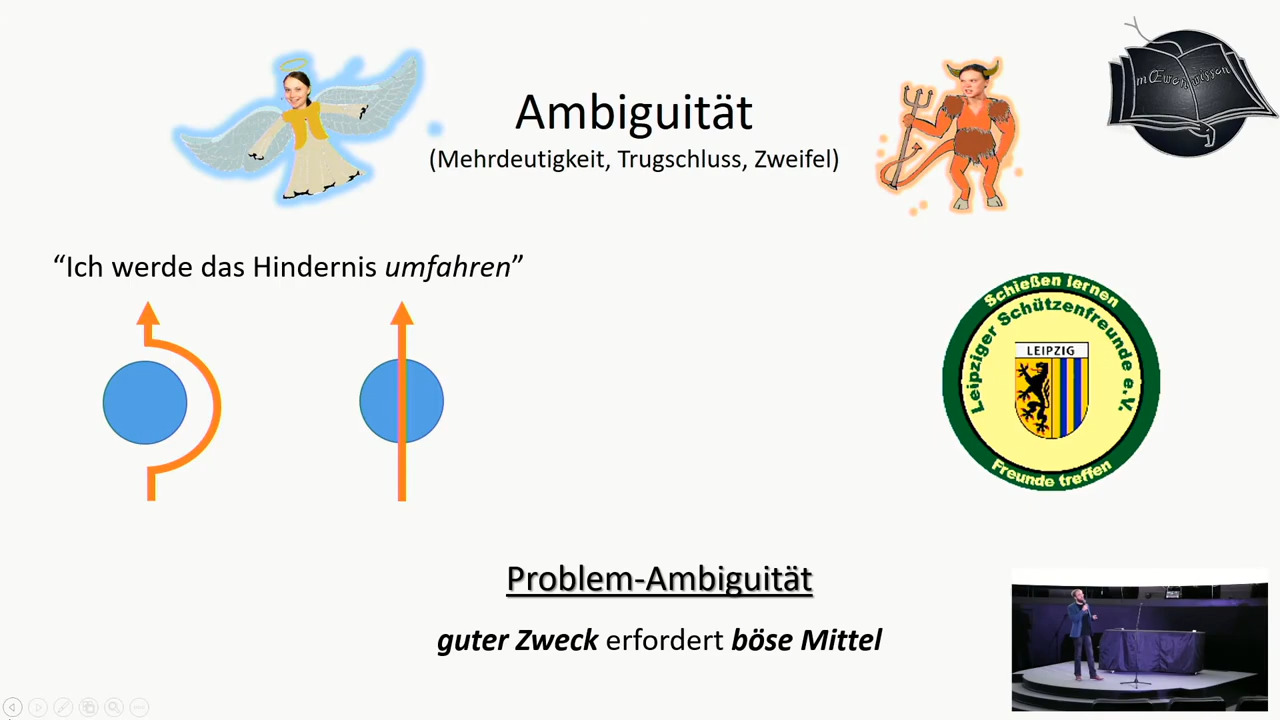 mŒwenwissen
Ambiguität
(Mehrdeutigkeit, Trugschluss, Zweifel)
“Ich werde das Hindernis umfahren”
Schießen lernen
Leipziger Schützenfreunde e.V.
LEIPZIG
Freunde treffen
Problem-Ambiguität
guter Zweck erfordert böse Mittel